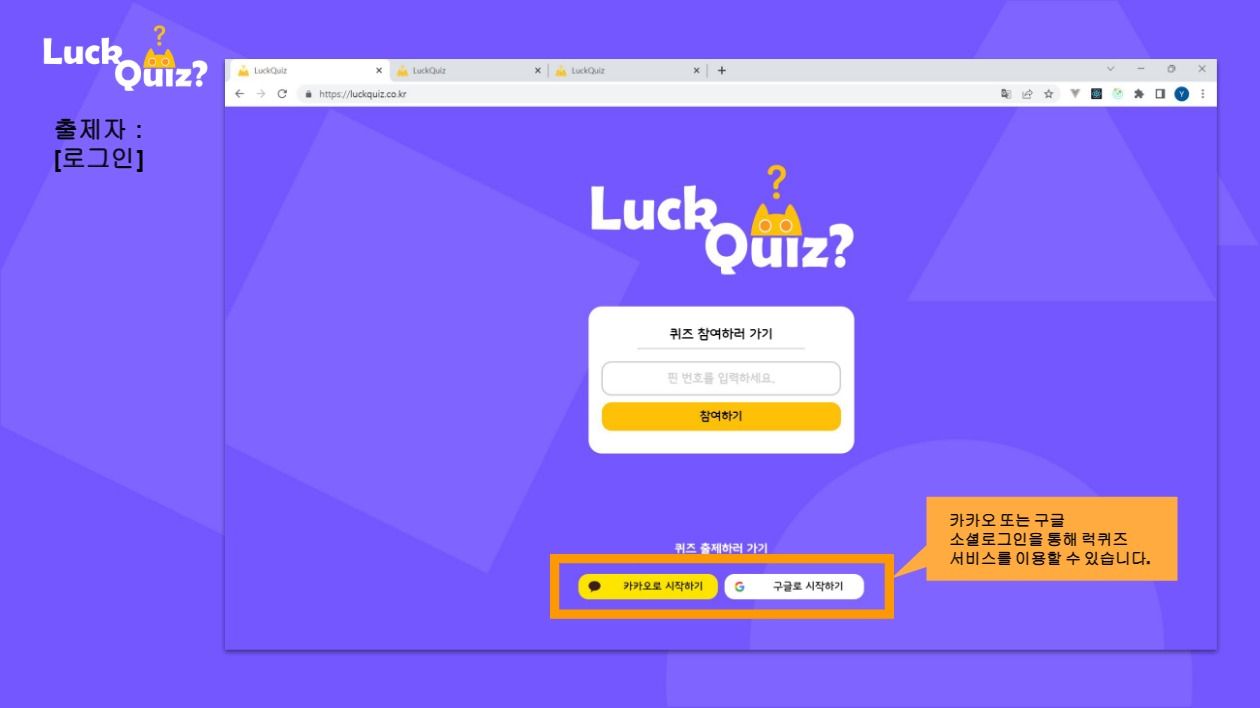 Luck
Quiz?
출제자 :
[로그인]
LuckQuiz
LuckQuiz
LuckQuiz
https://luckquiz.co.kr
Y
Luck
Quiz?
퀴즈 참여하러 가기
핀 번호를 입력하세요.
참여하기
퀴즈 출제하러 가기
카카오로 시작하기
G 구글로 시작하기
카카오 또는 구글
소셜로그인을 통해 럭퀴즈
서비스를 이용할 수 있습니다.